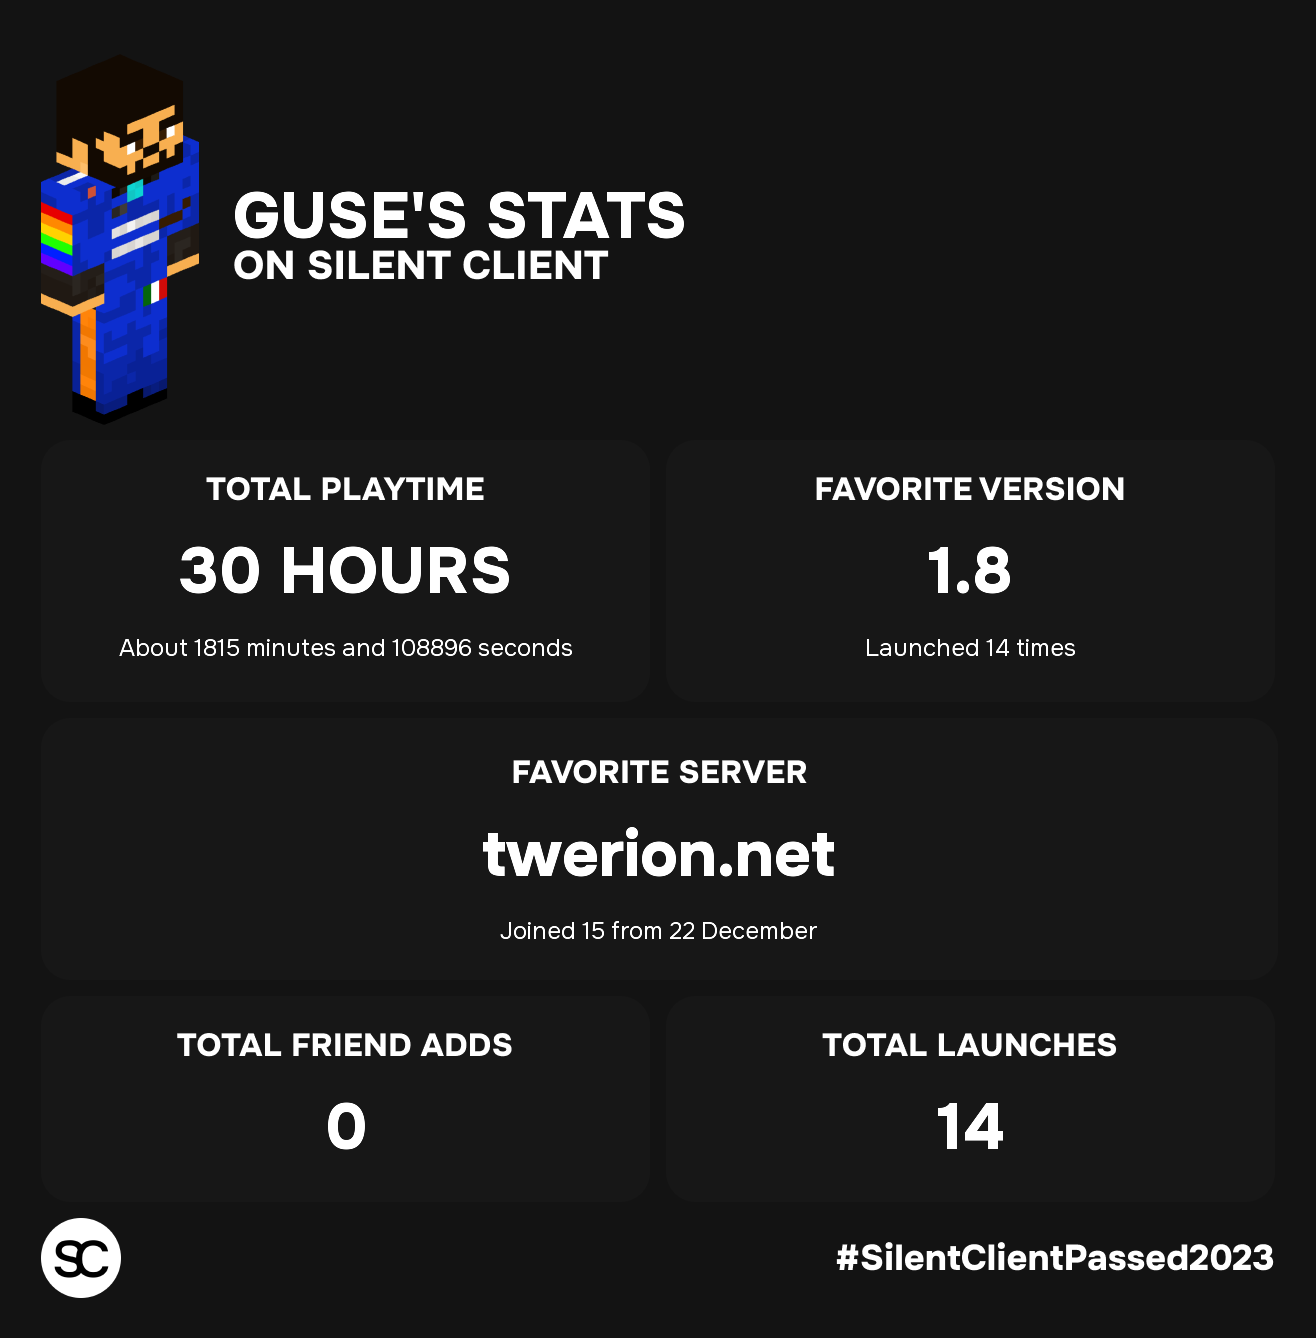 GUSE'S STATS
ON SILENT CLIENT
TOTAL PLAYTIME
30 HOURS
About 1815 minutes and 108896 seconds
FAVORITE VERSION
1.8
Launched 14 times
FAVORITE SERVER
twerion.net
Joined 15 from 22 December
TOTAL FRIEND ADDS
0
TOTAL LAUNCHES
14
SC
#SilentClientPassed2023